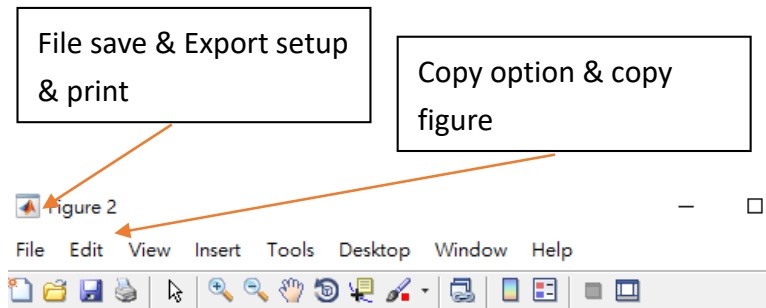 File save & Export setup
& print
Copy option & copy
figure
Figure 2
File Edit View Insert Tools Desktop Window Help